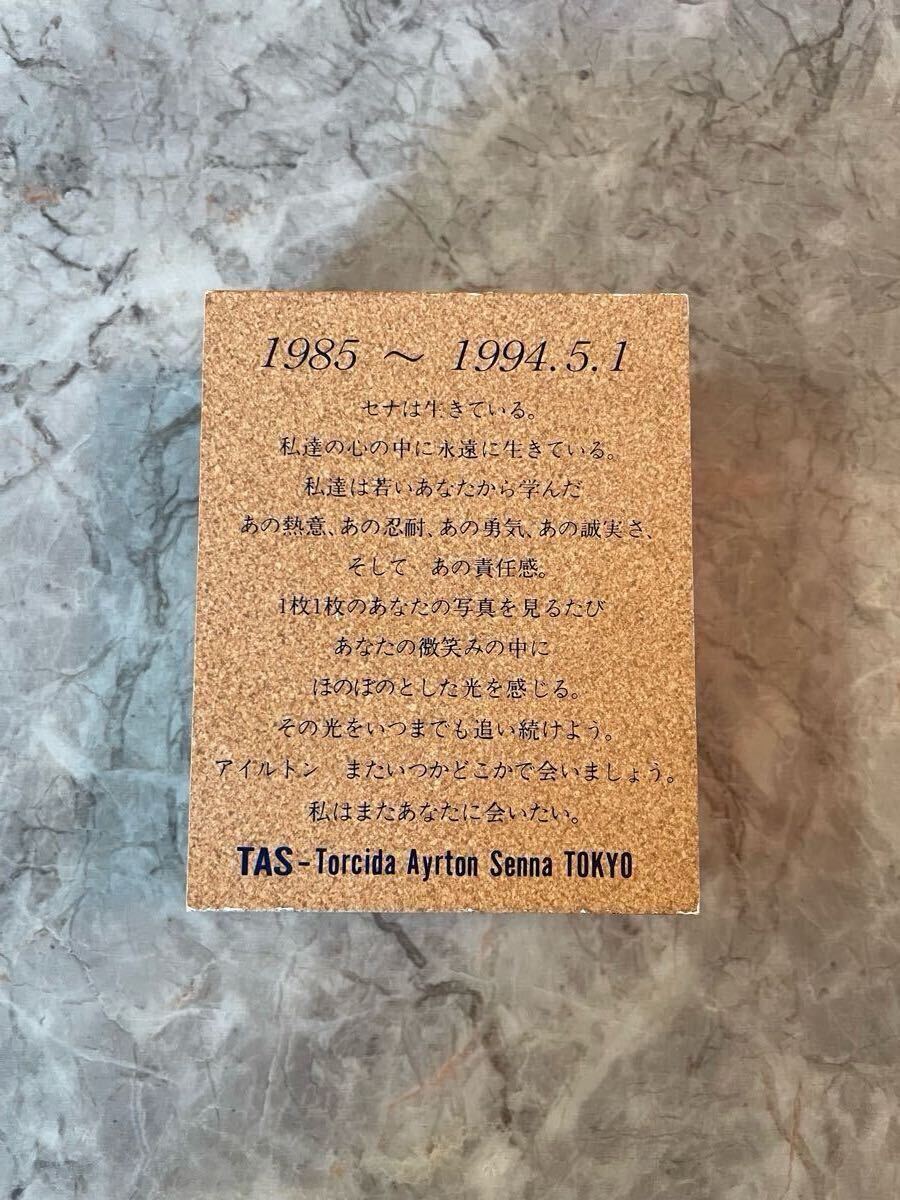 1985 ～ 1994.5.1
セナは生きている。
私達の心の中に永遠に生きている。
私達は若いあなたから学んだ
あの熱意、あの忍耐、あの勇気、あの誠実さ、
そして　あの責任感。
1枚1枚のあなたの写真を見るたび
あなたの微笑みの中に
ほのぼのとした光を感じる。
その光をいつまでも追い続けよう。
アイルトン　またいつかどこかで会いましょう。
私はまたあなたに会いたい。
TAS-Torcida Ayrton Senna TOKYO